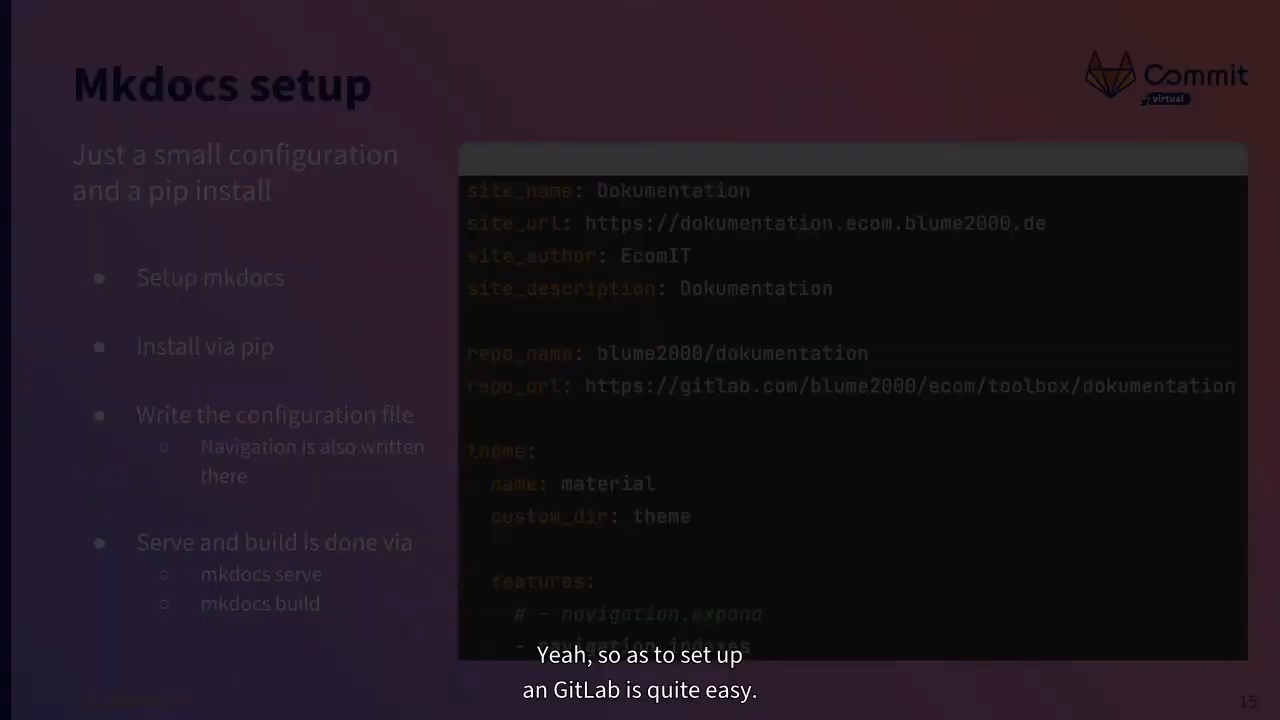 Mkdocs setup
Commit
virtual
Just a small configuration
and a pip install
● Setup mkdocs
● Install via pip
● Write the configuration file
○ Navigation is also written
there
● Serve and build is done via
○ mkdocs serve
○ mkdocs build
site_name: Dokumentation
site_url: https://dokumentation.ecom.blume2000.de
site_author: EcomIT
site_description: Dokumentation
repo_name: blume2000/dokumentation
repo_url: https://gitlab.com/blume2000/ecom/toolbox/dokumentation
theme:
name: material
custom_dir: theme
features:
# - navigation.expand
- navigation.indexes
Yeah, so as to set up
an GitLab is quite easy.
15